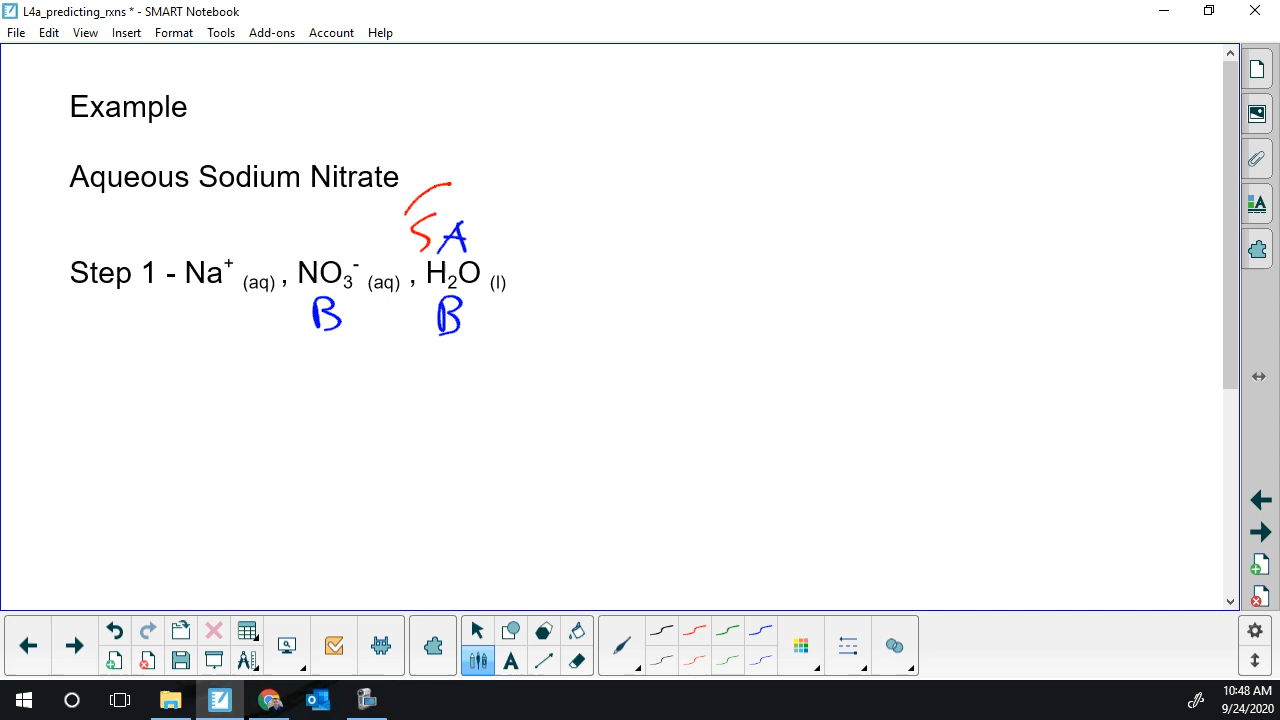 L4a_predicting_rxns * - SMART Notebook
File Edit View Insert Format Tools Add-ons Account Help
Example
Aqueous Sodium Nitrate
S A
Step 1 - Na⁺ (aq) , NO₃⁻ (aq) , H₂O (l)
B B
10:48 AM
9/24/2020